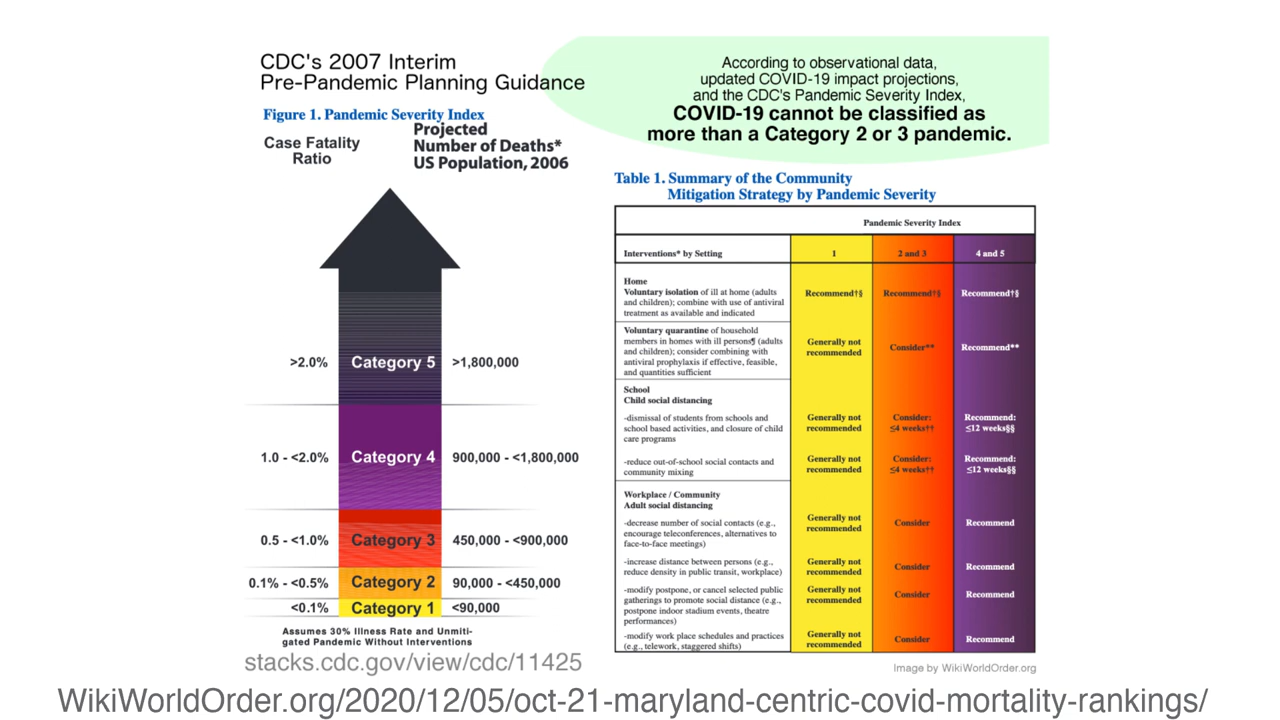 CDC's 2007 Interim
Pre-Pandemic Planning Guidance
Figure 1. Pandemic Severity Index
Case Fatality
Ratio
Projected
Number of Deaths*
US Population, 2006
>2.0% Category 5 >1,800,000
1.0 - <2.0% Category 4 900,000 - <1,800,000
0.5 - <1.0% Category 3 450,000 - <900,000
0.1% - <0.5% Category 2 90,000 - <450,000
<0.1% Category 1 <90,000
Assumes 30% Illness Rate and Unmiti-
gated Pandemic Without Interventions
stacks.cdc.gov/view/cdc/11425
According to observational data,
updated COVID-19 impact projections,
and the CDC's Pandemic Severity Index,
COVID-19 cannot be classified as
more than a Category 2 or 3 pandemic.
Table 1. Summary of the Community
Mitigation Strategy by Pandemic Severity
Pandemic Severity Index
Interventions* by Setting 1 2 and 3 4 and 5
Home
Voluntary isolation of ill at home (adults
and children); combine with use of antiviral
treatment as available and indicated
Recommend†§ Recommend†§ Recommend†§
Voluntary quarantine of household
members in homes with ill persons¶ (adults
and children); consider combining with
antiviral prophylaxis if effective, feasible,
and quantities sufficient
Generally not
recommended
Consider**
Recommend**
School
Child social distancing
-dismissal of students from schools and
school based activities, and closure of child
care programs
Generally not
recommended
Consider:
≤4 weeks††
Recommend:
≤12 weeks§§
-reduce out-of-school social contacts and
community mixing
Generally not
recommended
Consider:
≤4 weeks††
Recommend:
≤12 weeks§§
Workplace / Community
Adult social distancing
-decrease number of social contacts (e.g.,
encourage teleconferences, alternatives to
face-to-face meetings)
Generally not
recommended
Consider
Recommend
-increase distance between persons (e.g.,
reduce density in public transit, workplace)
Generally not
recommended
Consider
Recommend
-modify postpone, or cancel selected public
gatherings to promote social distance (e.g.,
postpone indoor stadium events, theatre
performances)
Generally not
recommended
Consider
Recommend
-modify work place schedules and practices
(e.g., telework, staggered shifts)
Generally not
recommended
Consider
Recommend
Image by WikiWorldOrder.org
WikiWorldOrder.org/2020/12/05/oct-21-maryland-centric-covid-mortality-rankings/